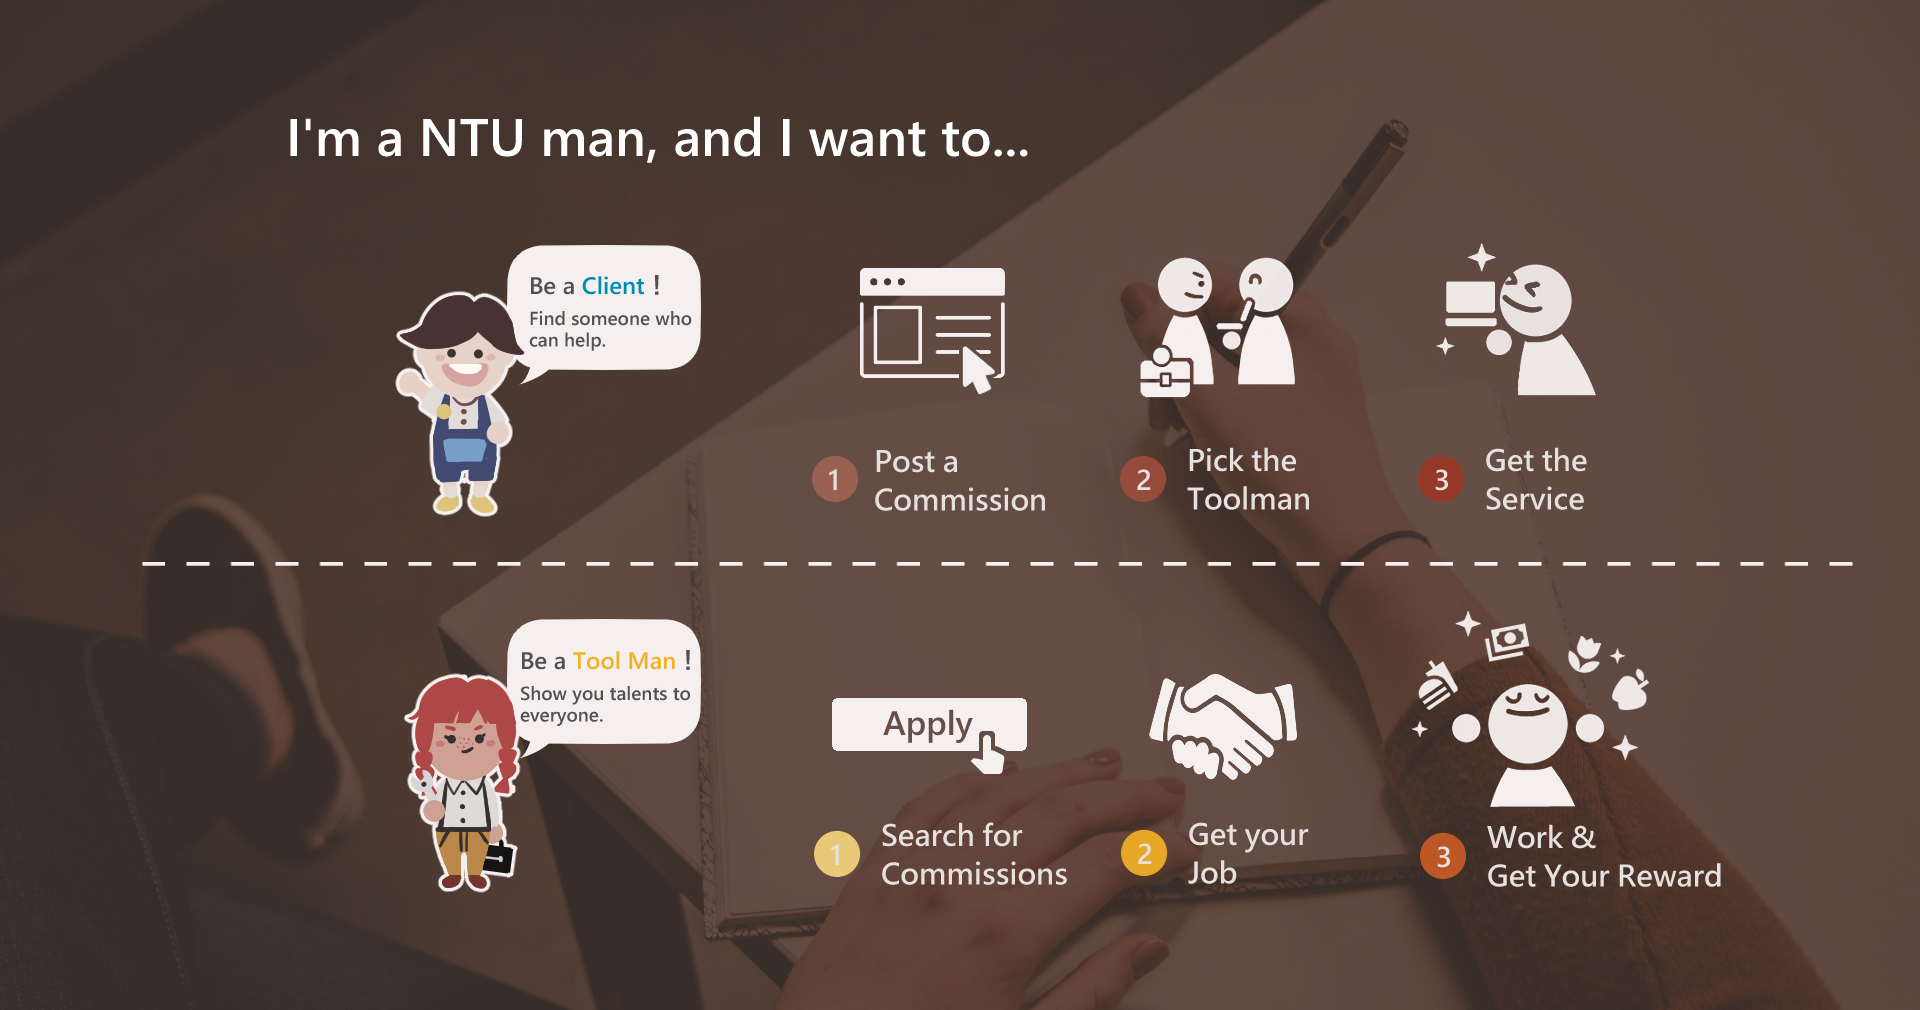 I'm a NTU man, and I want to...
Be a Client !
Find someone who
can help.
1
Post a
Commission
2
Pick the
Toolman
3
Get the
Service
Be a Tool Man !
Show you talents to
everyone.
Apply
1
Search for
Commissions
2
Get your
Job
3
Work &
Get Your Reward